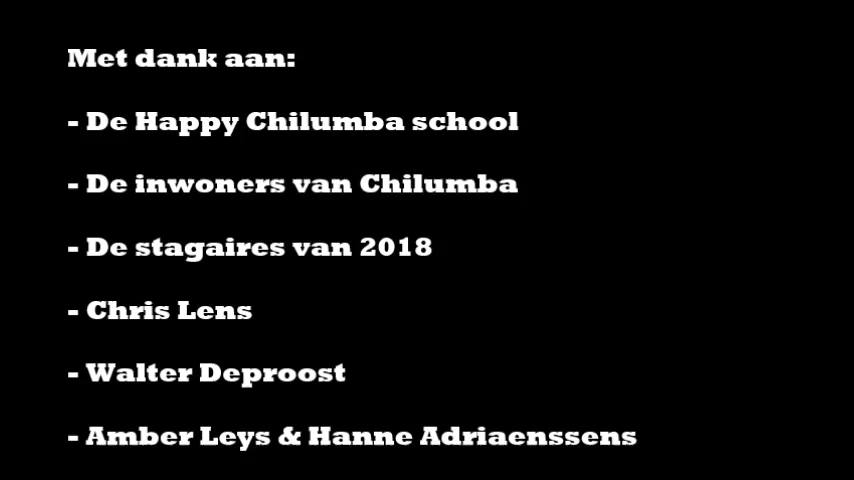 Met dank aan:
- De Happy Chilumba school
- De inwoners van Chilumba
- De stagaires van 2018
- Chris Lens
- Walter Deproost
- Amber Leys & Hanne Adriaenssens